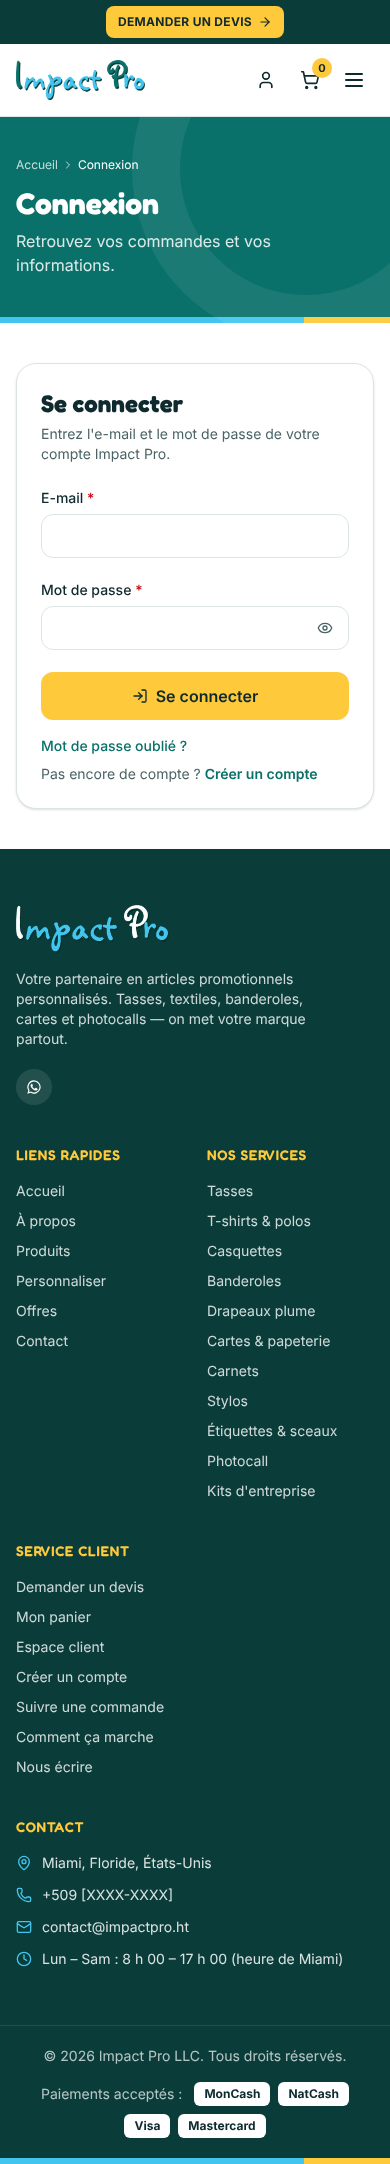 DEMANDER UN DEVIS
Impact Pro
0
Accueil > Connexion
Connexion
Retrouvez vos commandes et vos
informations.
Se connecter
Entrez l'e-mail et le mot de passe de votre
compte Impact Pro.
E-mail *
Mot de passe *
Se connecter
Mot de passe oublié ?
Pas encore de compte ? Créer un compte
Impact Pro
Votre partenaire en articles promotionnels
personnalisés. Tasses, textiles, banderoles,
cartes et photocalls — on met votre marque
partout.
LIENS RAPIDES
Accueil
À propos
Produits
Personnaliser
Offres
Contact
NOS SERVICES
Tasses
T-shirts & polos
Casquettes
Banderoles
Drapeaux plume
Cartes & papeterie
Carnets
Stylos
Étiquettes & sceaux
Photocall
Kits d'entreprise
SERVICE CLIENT
Demander un devis
Mon panier
Espace client
Créer un compte
Suivre une commande
Comment ça marche
Nous écrire
CONTACT
Miami, Floride, États-Unis
+509 [XXXX-XXXX]
contact@impactpro.ht
Lun – Sam : 8 h 00 – 17 h 00 (heure de Miami)
© 2026 Impact Pro LLC. Tous droits réservés.
Paiements acceptés : MonCash NatCash
Visa Mastercard